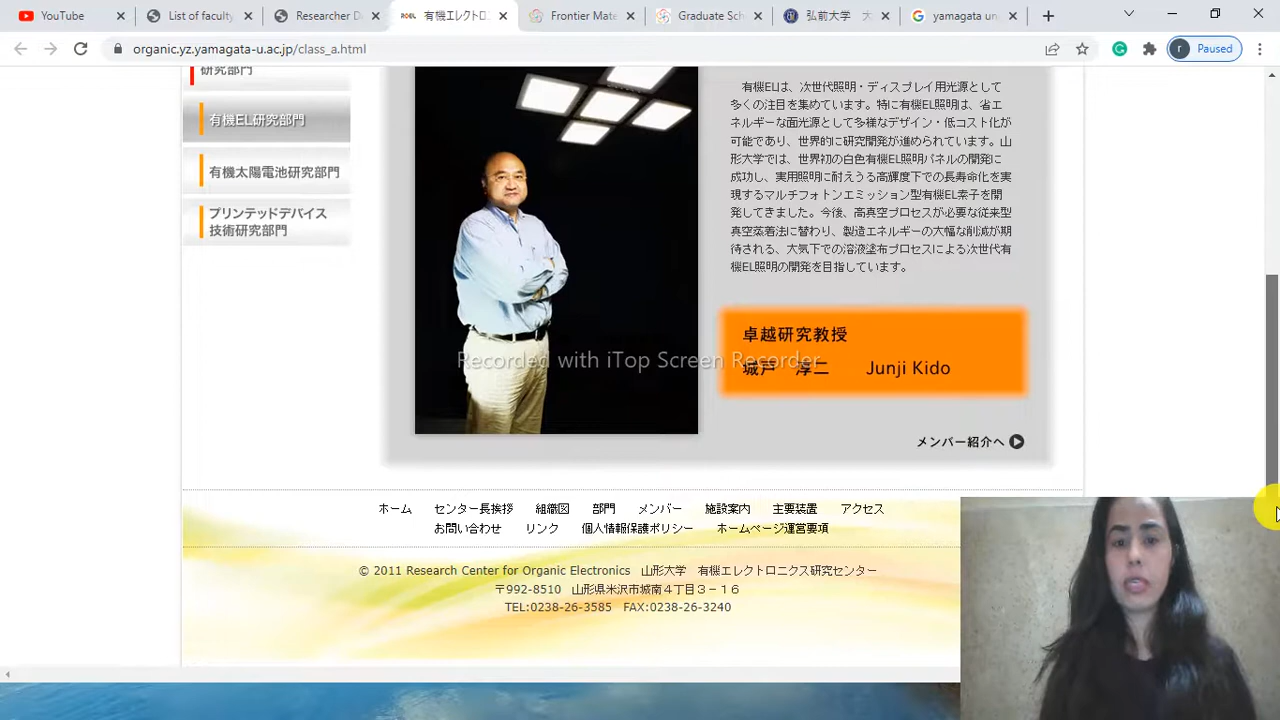 YouTube
List of faculty
Researcher D
ROEL 有機エレクトロニ
Frontier Mate
Graduate Sch
弘前大学 大
yamagata un
organic.yz.yamagata-u.ac.jp/class_a.html
r Paused
研究部門
有機EL研究部門
有機太陽電池研究部門
プリンテッドデバイス
技術研究部門
有機ELは、次世代照明・ディスプレイ用光源として
多くの注目を集めています。特に有機EL照明は、省エ
ネルギーな面光源として多様なデザイン・低コスト化が
可能であり、世界的に研究開発が進められています。山
形大学では、世界初の白色有機EL照明パネルの開発に
成功し、実用照明に耐えうる高輝度下での長寿命化を実
現するマルチフォトンエミッション型有機EL素子を開
発してきました。今後、高真空プロセスが必要な従来型
真空蒸着法に替わり、製造エネルギーの大幅な削減が期
待される、大気下での溶液塗布プロセスによる次世代有
機EL照明の開発を目指しています。
卓越研究教授
城戸 淳二 Junji Kido
Recorded with iTop Screen Recorder
メンバー紹介へ
ホーム センター長挨拶 組織図 部門 メンバー 施設案内 主要装置 アクセス
お問い合わせ リンク 個人情報保護ポリシー ホームページ運営要項
© 2011 Research Center for Organic Electronics 山形大学 有機エレクトロニクス研究センター
〒992-8510 山形県米沢市城南４丁目３－１６
TEL:0238-26-3585 FAX:0238-26-3240